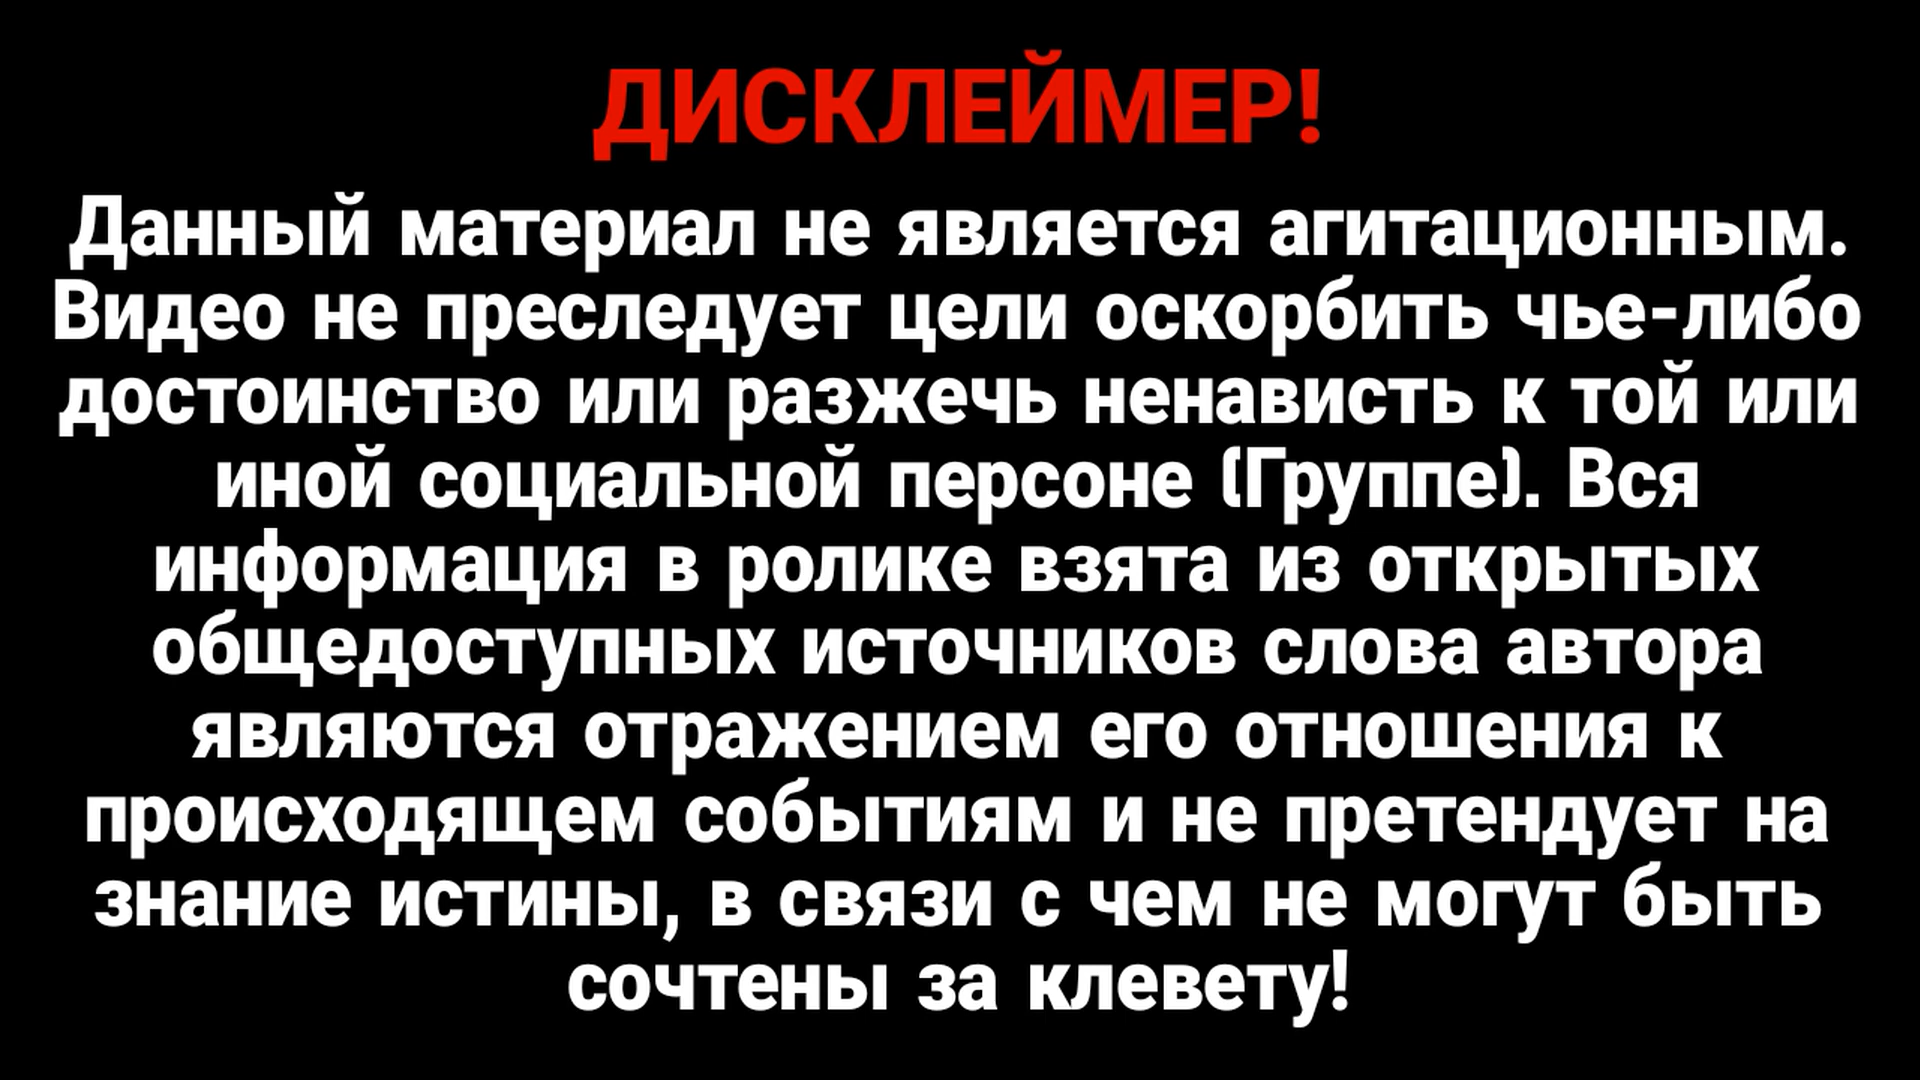 ДИСКЛЕЙМЕР!
Данный материал не является агитационным.
Видео не преследует цели оскорбить чье-либо
достоинство или разжечь ненависть к той или
иной социальной персоне (Группе). Вся
информация в ролике взята из открытых
общедоступных источников слова автора
являются отражением его отношения к
происходящем событиям и не претендует на
знание истины, в связи с чем не могут быть
сочтены за клевету!